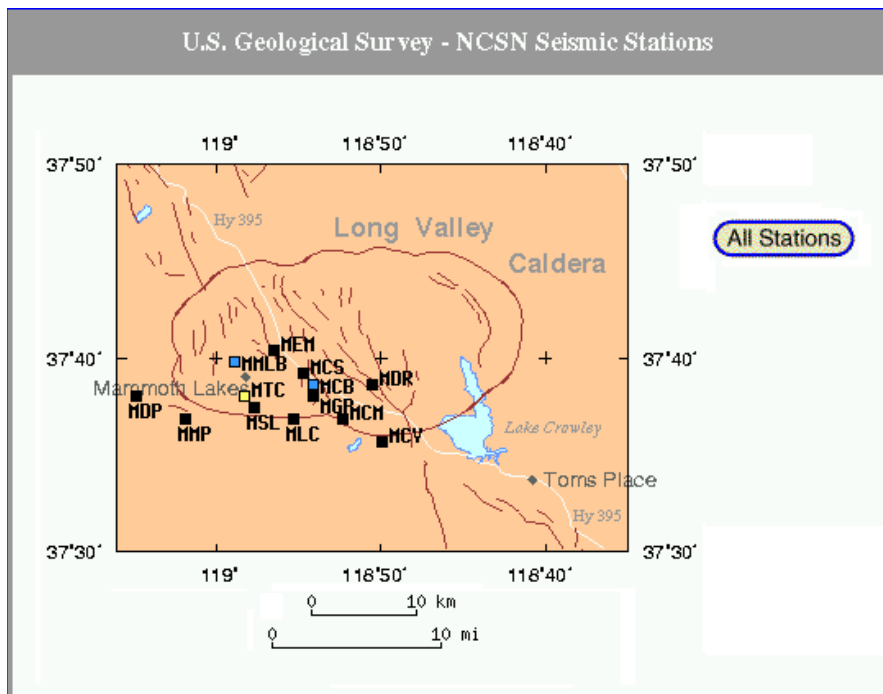 U.S. Geological Survey - NCSN Seismic Stations
119° 118°50' 118°40'
37°50' 37°50'
Hy 395
Long Valley
All Stations
Caldera
MEM
37°40' 37°40'
MMLB
MCS
MDR
MCB
Mammoth Lakes
MTC
MGR
MDP
MSL
MCM
MMP
MLC
Lake Crowley
MCV
Toms Place
Hy 395
37°30' 37°30'
119° 118°50' 118°40'
0 10 km
0 10 mi